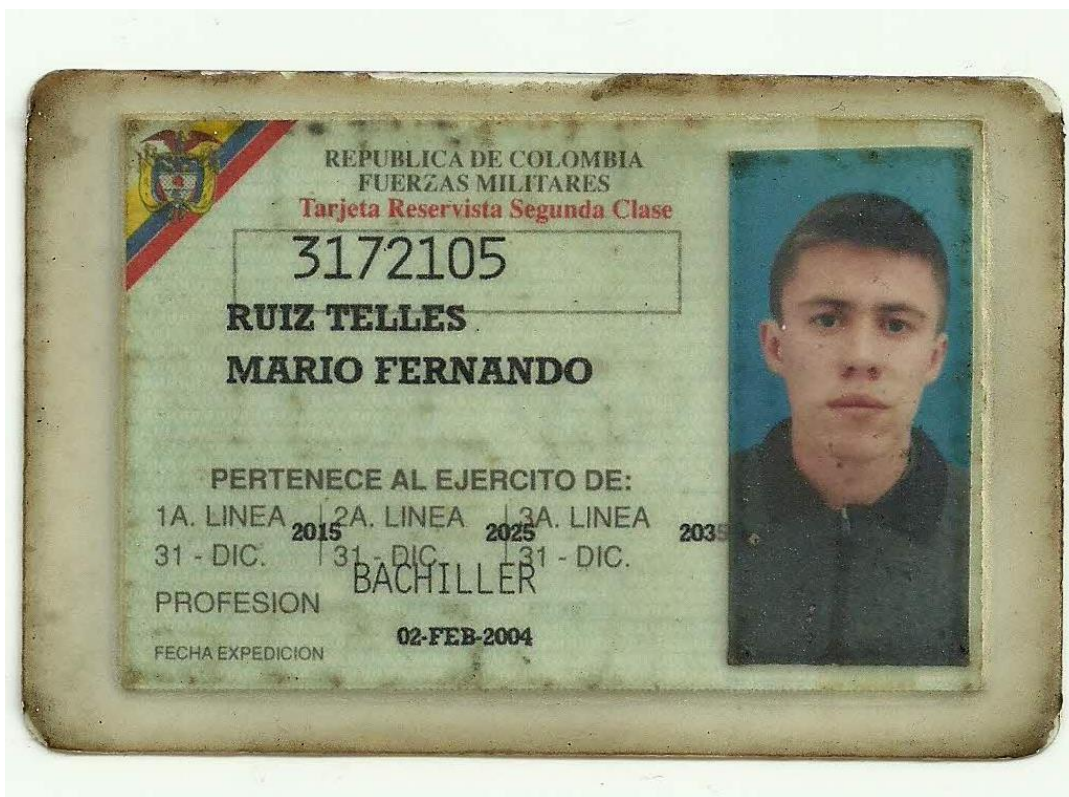 REPUBLICA DE COLOMBIA
FUERZAS MILITARES
Tarjeta Reservista Segunda Clase
3172105
RUIZ TELLES
MARIO FERNANDO
PERTENECE AL EJERCITO DE:
1A. LINEA 2015 2A. LINEA 2025 3A. LINEA 2035
31 - DIC. 31 - DIC. 31 - DIC.
BACHILLER
PROFESION
02-FEB-2004
FECHA EXPEDICION